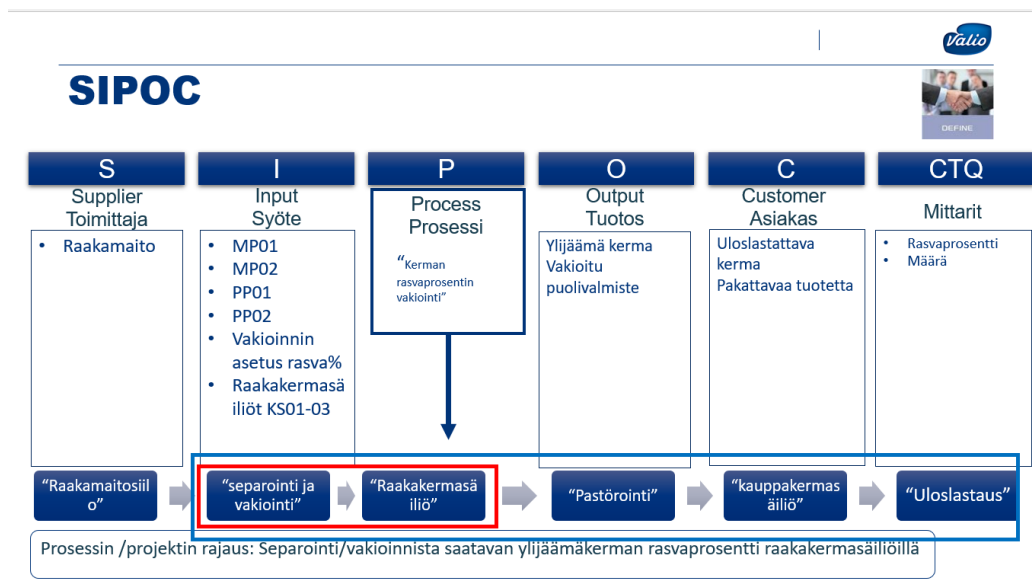 Valio
SIPOC
DEFINE
S
I
P
O
C
CTQ
Supplier
Toimittaja
Input
Syöte
Process
Prosessi
Output
Tuotos
Customer
Asiakas
Mittarit
• Raakamaito
• MP01
• MP02
• PP01
• PP02
• Vakioinnin
asetus rasva%
• Raakakermasä
iliöt KS01-03
“Kerman
rasvaprosentin
vakiointi”
Ylijäämä kerma
Vakioitu
puolivalmiste
Uloslastattava
kerma
Pakattavaa tuotetta
• Rasvaprosentti
• Määrä
“Raakamaitosiil
o”
“separointi ja
vakiointi”
“Raakakermasä
iliö”
“Pastörointi”
“kauppakermas
äiliö”
“Uloslastaus”
Prosessin /projektin rajaus: Separointi/vakioinnista saatavan ylijäämäkerman rasvaprosentti raakakermasäiliöillä